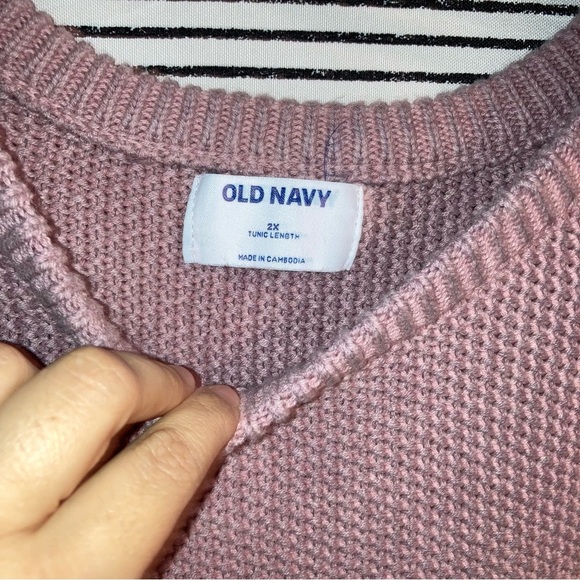 OLD NAVY
2X
TUNIC LENGTH
MADE IN CAMBODIA